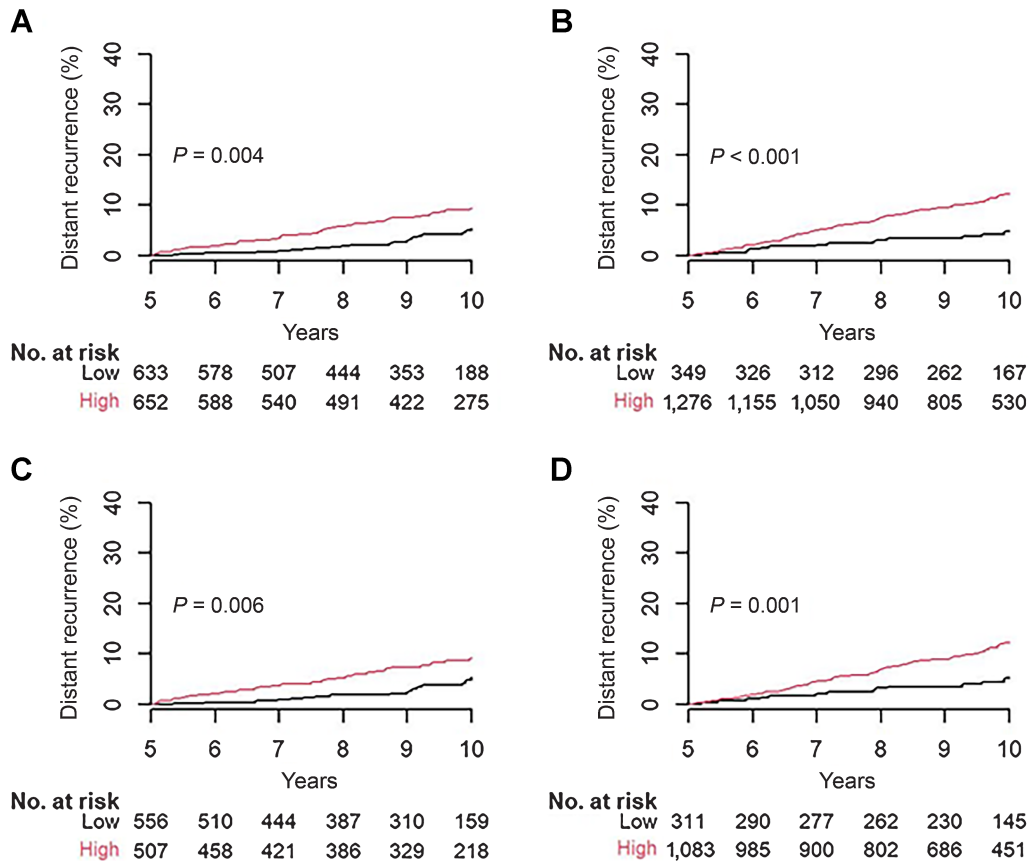 A
Distant recurrence (%)
40
30
20
10
0
P = 0.004
5 6 7 8 9 10
Years
No. at risk
Low 633 578 507 444 353 188
High 652 588 540 491 422 275
B
Distant recurrence (%)
40
30
20
10
0
P < 0.001
5 6 7 8 9 10
Years
No. at risk
Low 349 326 312 296 262 167
High 1,276 1,155 1,050 940 805 530
C
Distant recurrence (%)
40
30
20
10
0
P = 0.006
5 6 7 8 9 10
Years
No. at risk
Low 556 510 444 387 310 159
High 507 458 421 386 329 218
D
Distant recurrence (%)
40
30
20
10
0
P = 0.001
5 6 7 8 9 10
Years
No. at risk
Low 311 290 277 262 230 145
High 1,083 985 900 802 686 451